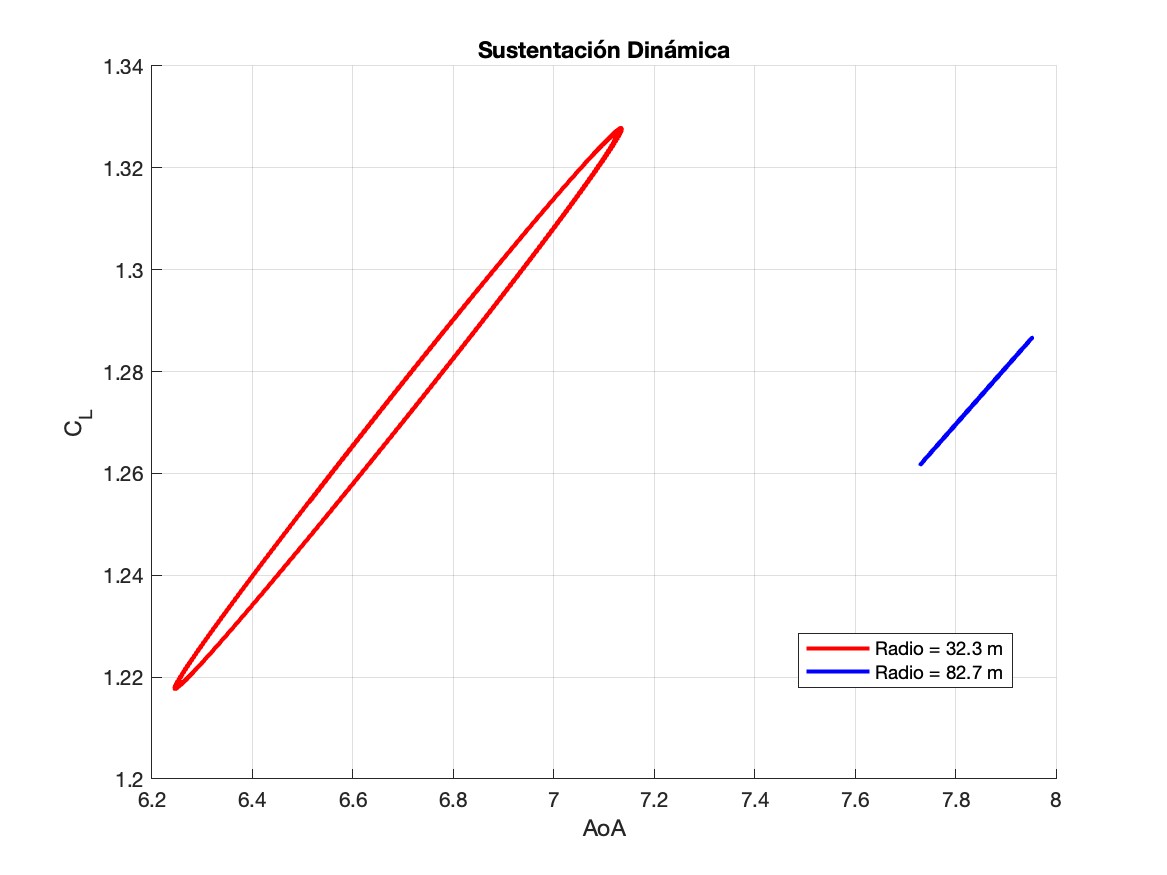 Sustentación Dinámica
1.34
1.32
1.3
1.28
1.26
1.24
1.22
1.2
C_L
6.2 6.4 6.6 6.8 7 7.2 7.4 7.6 7.8 8
AoA
Radio = 32.3 m
Radio = 82.7 m